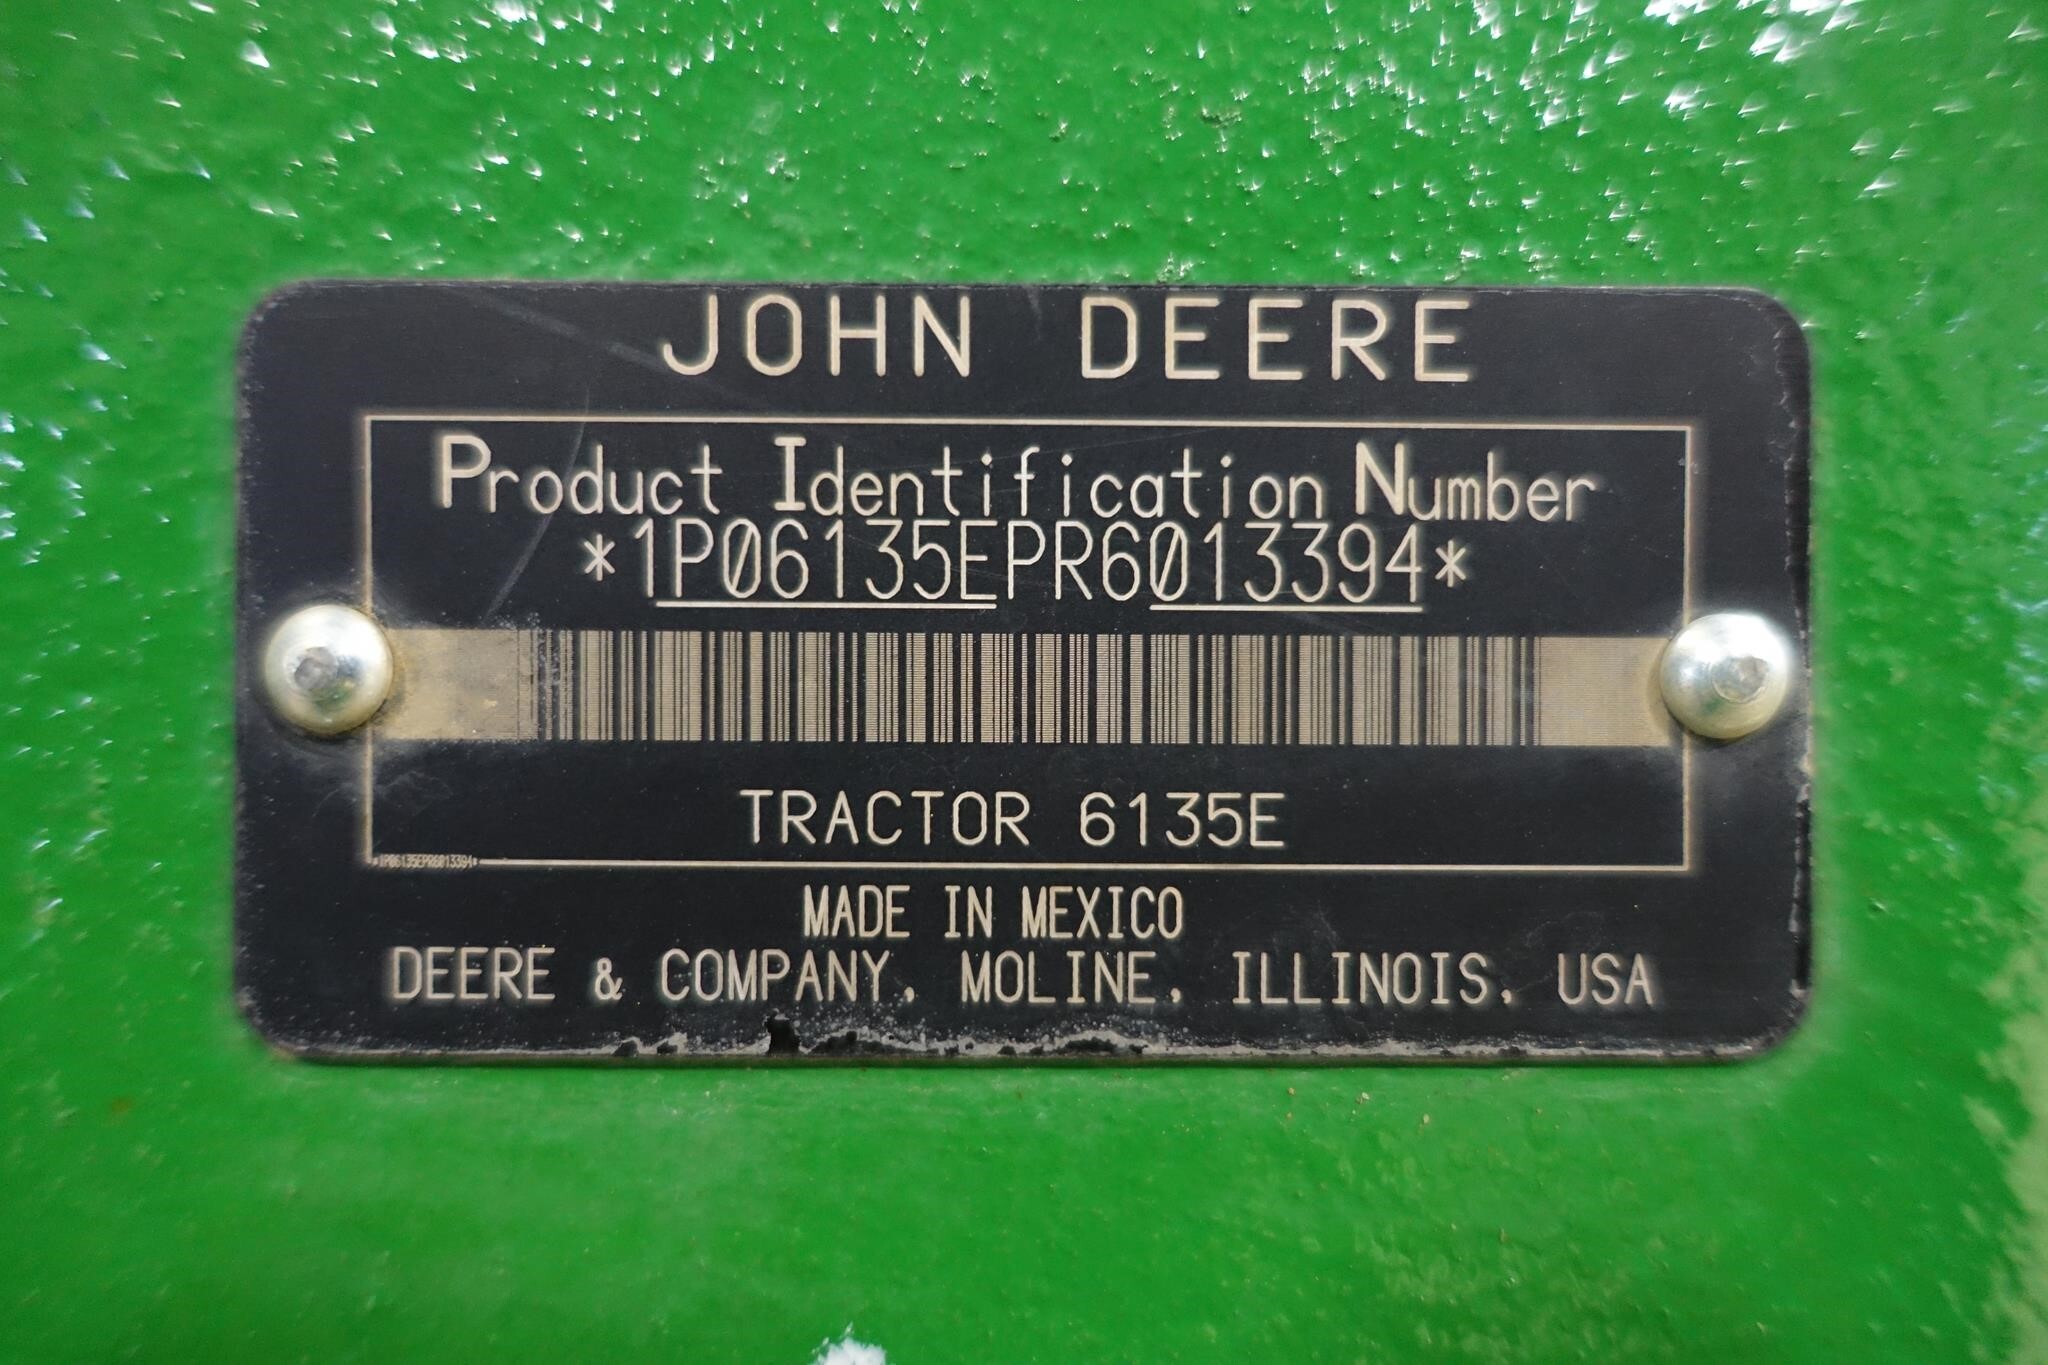 JOHN DEERE
Product Identification Number
*1P06135EPR6013394*
TRACTOR 6135E
*1P06135EPR6013394*
MADE IN MEXICO
DEERE & COMPANY, MOLINE, ILLINOIS, USA